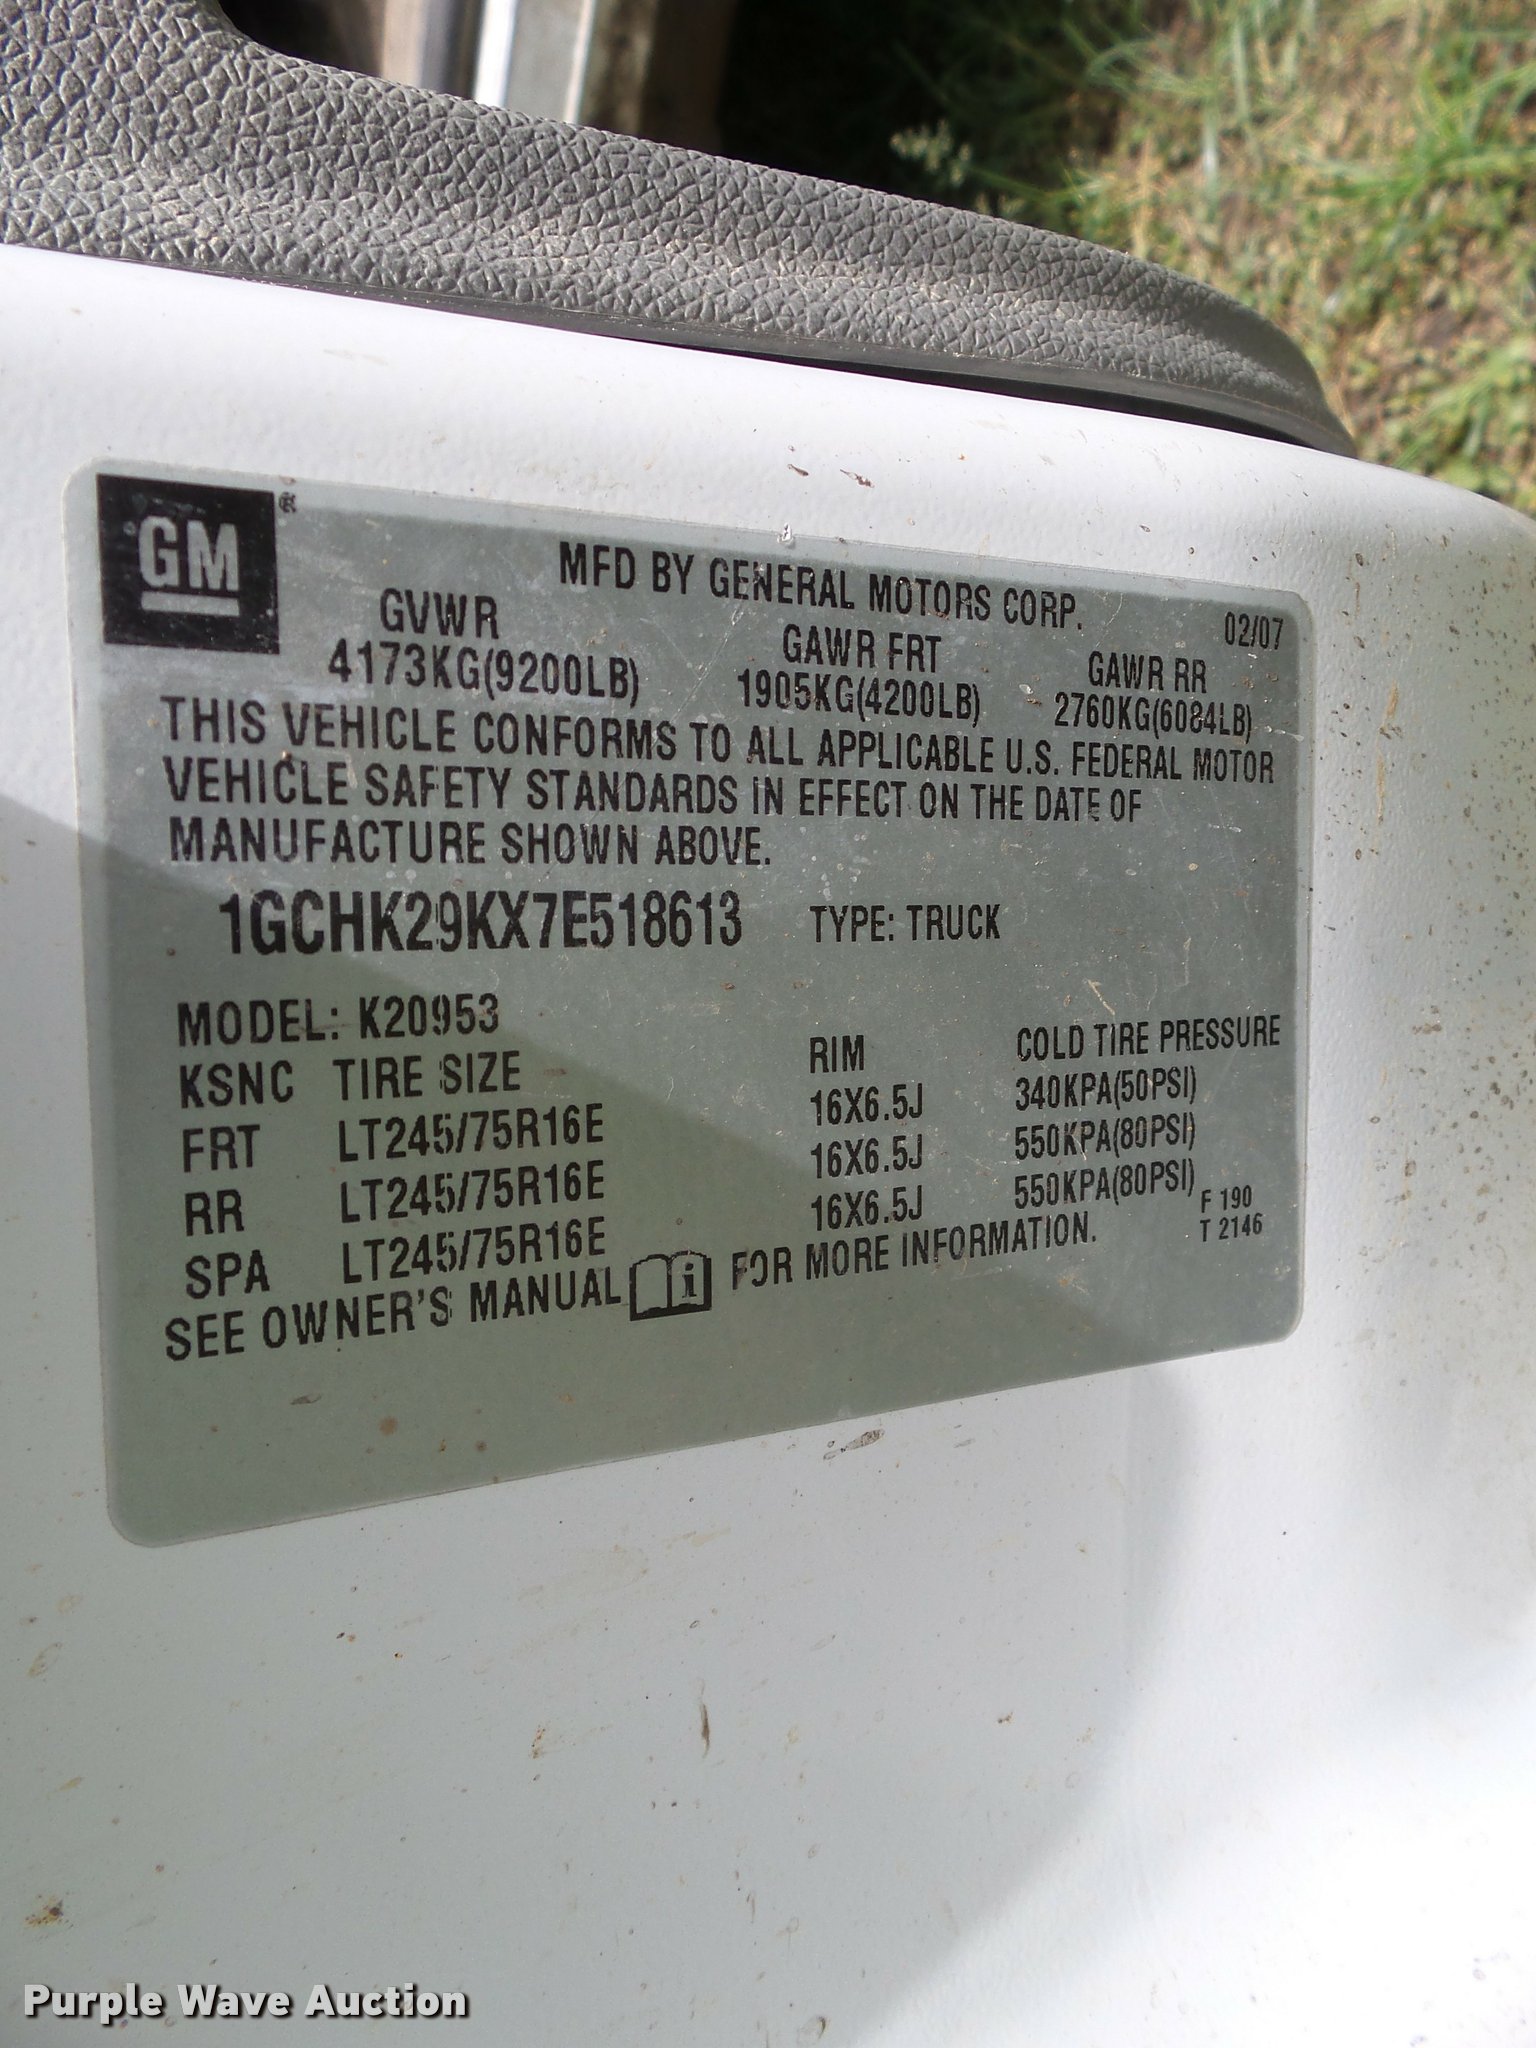 GM
®
MFD BY GENERAL MOTORS CORP.
02/07
GVWR GAWR FRT GAWR RR
4173KG(9200LB) 1905KG(4200LB) 2760KG(6084LB)
THIS VEHICLE CONFORMS TO ALL APPLICABLE U.S. FEDERAL MOTOR
VEHICLE SAFETY STANDARDS IN EFFECT ON THE DATE OF
MANUFACTURE SHOWN ABOVE.
1GCHK29KX7E518613 TYPE: TRUCK
MODEL: K20953
KSNC TIRE SIZE RIM COLD TIRE PRESSURE
FRT LT245/75R16E 16X6.5J 340KPA(50PSI)
RR LT245/75R16E 16X6.5J 550KPA(80PSI)
SPA LT245/75R16E 16X6.5J 550KPA(80PSI)
F 190
T 2146
SEE OWNER'S MANUAL i FOR MORE INFORMATION.
Purple Wave Auction